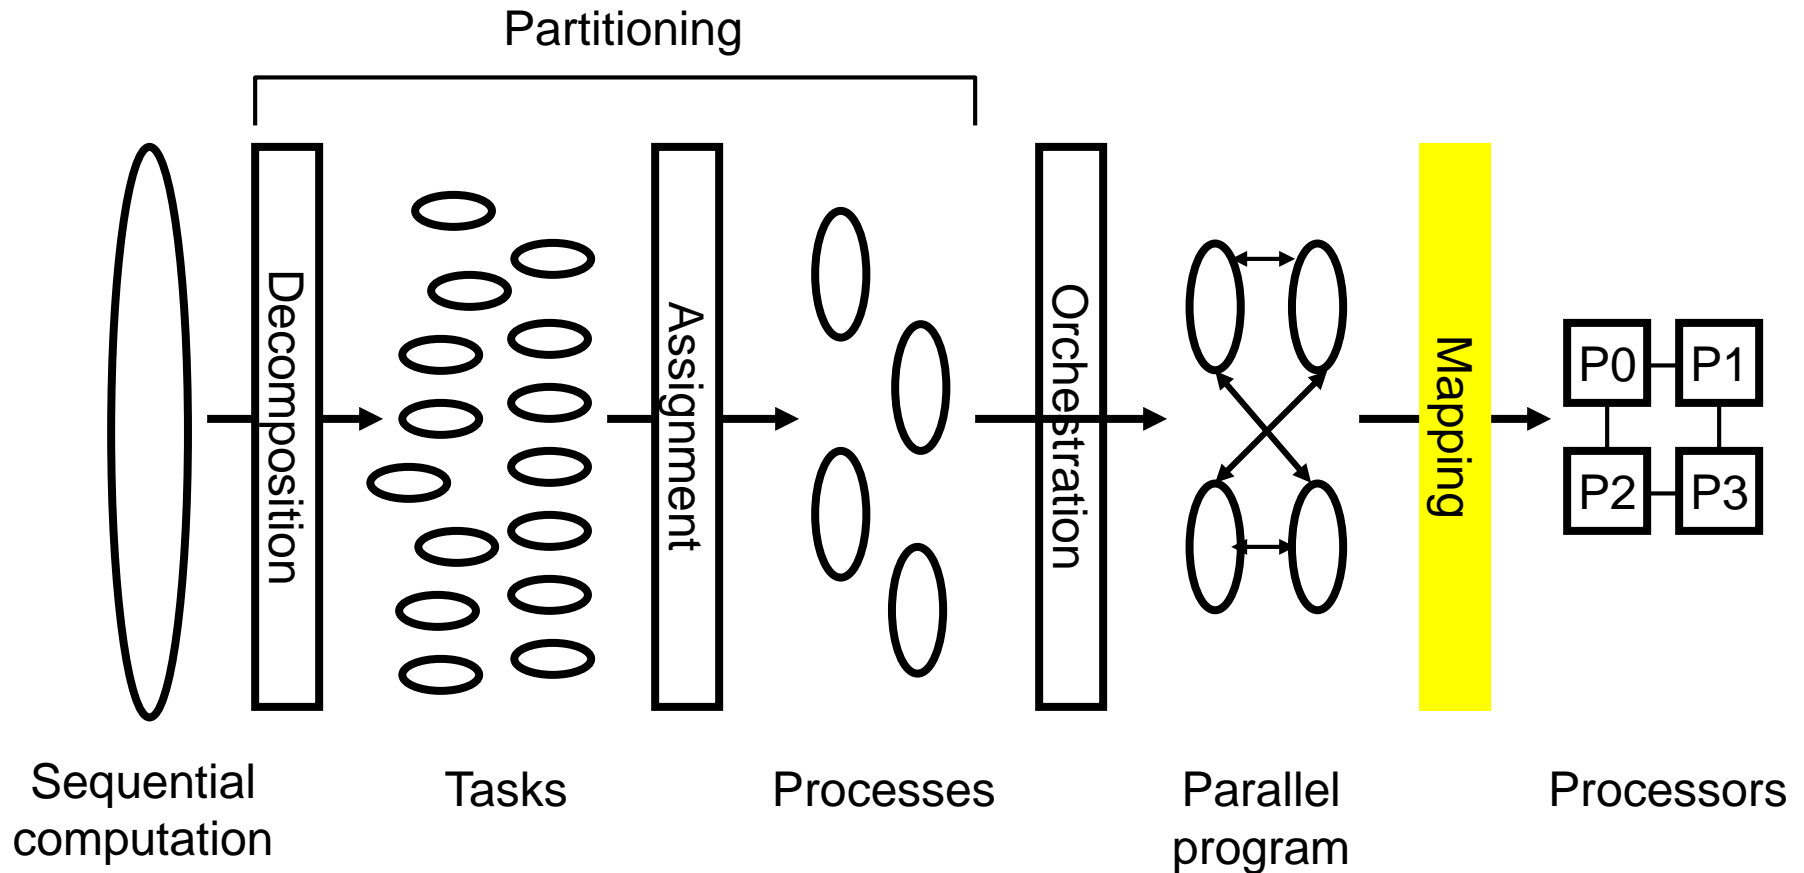 Partitioning
Decomposition
Assignment
Orchestration
Mapping
P0
P1
P2
P3
Sequential
computation
Tasks
Processes
Parallel
program
Processors